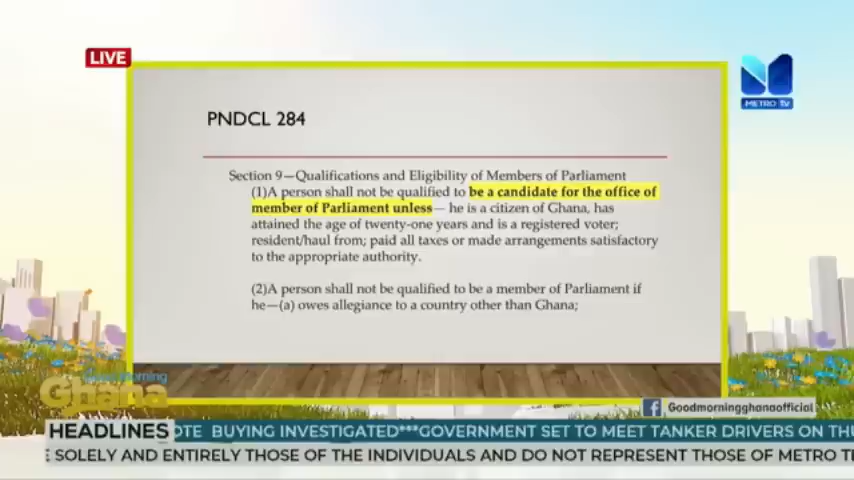 LIVE
METRO TV
PNDCL 284
Section 9—Qualifications and Eligibility of Members of Parliament
(1)A person shall not be qualified to be a candidate for the office of
member of Parliament unless— he is a citizen of Ghana, has
attained the age of twenty-one years and is a registered voter;
resident/haul from; paid all taxes or made arrangements satisfactory
to the appropriate authority.
(2)A person shall not be qualified to be a member of Parliament if
he—(a) owes allegiance to a country other than Ghana;
Morning
Ghana
Goodmorningghanaofficial
HEADLINES
OTE BUYING INVESTIGATED***GOVERNMENT SET TO MEET TANKER DRIVERS ON THU
E SOLELY AND ENTIRELY THOSE OF THE INDIVIDUALS AND DO NOT REPRESENT THOSE OF METRO TE